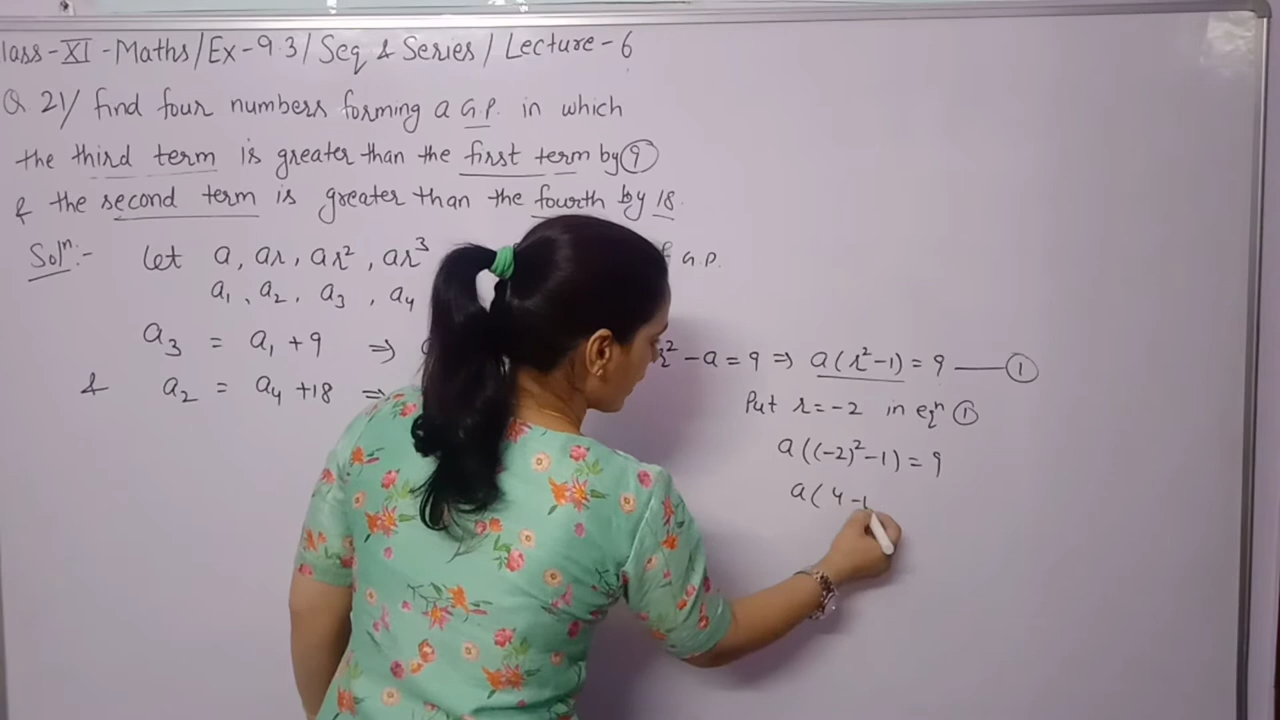 lass-XI-Maths/Ex-9.3/Seq & Series/Lecture-6
Q.21/ find four numbers forming a G.P. in which
the third term is greater than the first term by 9
& the second term is greater than the fourth by 18.
Solⁿ:- let a, ar, ar², ar³ G.P.
a₁, a₂, a₃, a₄
a₃ = a₁ + 9 ⇒ r² - a = 9 ⇒ a(r²-1) = 9 —— ①
& a₂ = a₄ + 18 ⇒
Put r = -2 in eqⁿ ①
a((-2)²-1) = 9
a(4-1